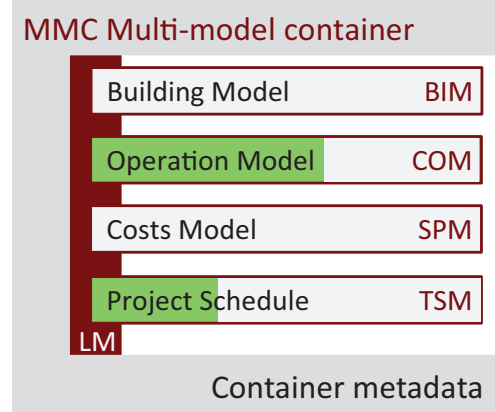 MMC Multi-model container
Building Model BIM
Operation Model COM
Costs Model SPM
Project Schedule TSM
LM
Container metadata